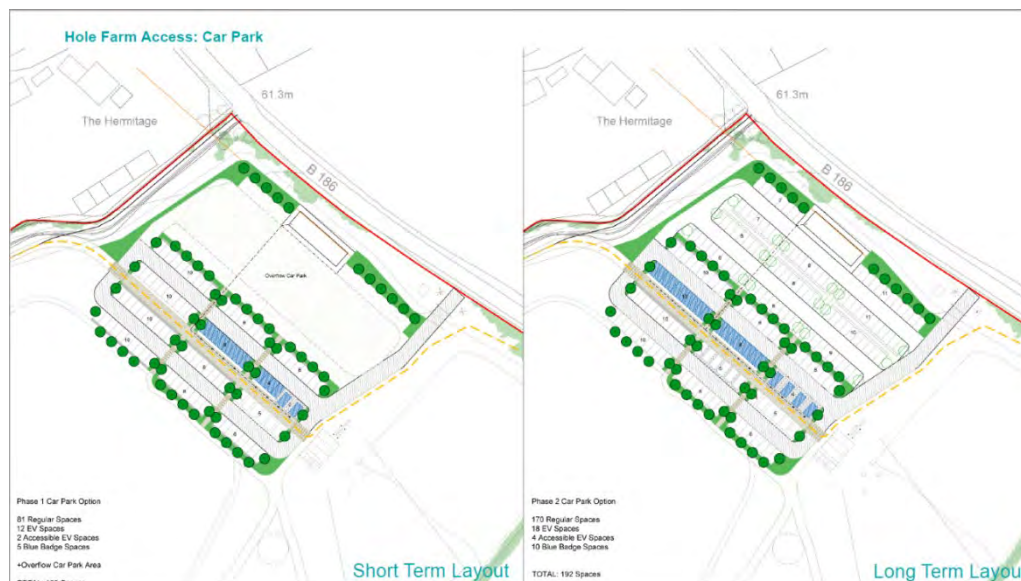 Hole Farm Access: Car Park
61.3m
The Hermitage
B 186
Overflow Car Park
Phase 1 Car Park Option
81 Regular Spaces
12 EV Spaces
2 Accessible EV Spaces
5 Blue Badge Spaces
+Overflow Car Park Area
Short Term Layout
61.3m
The Hermitage
B 186
Phase 2 Car Park Option
170 Regular Spaces
18 EV Spaces
4 Accessible EV Spaces
10 Blue Badge Spaces
TOTAL: 192 Spaces
Long Term Layout